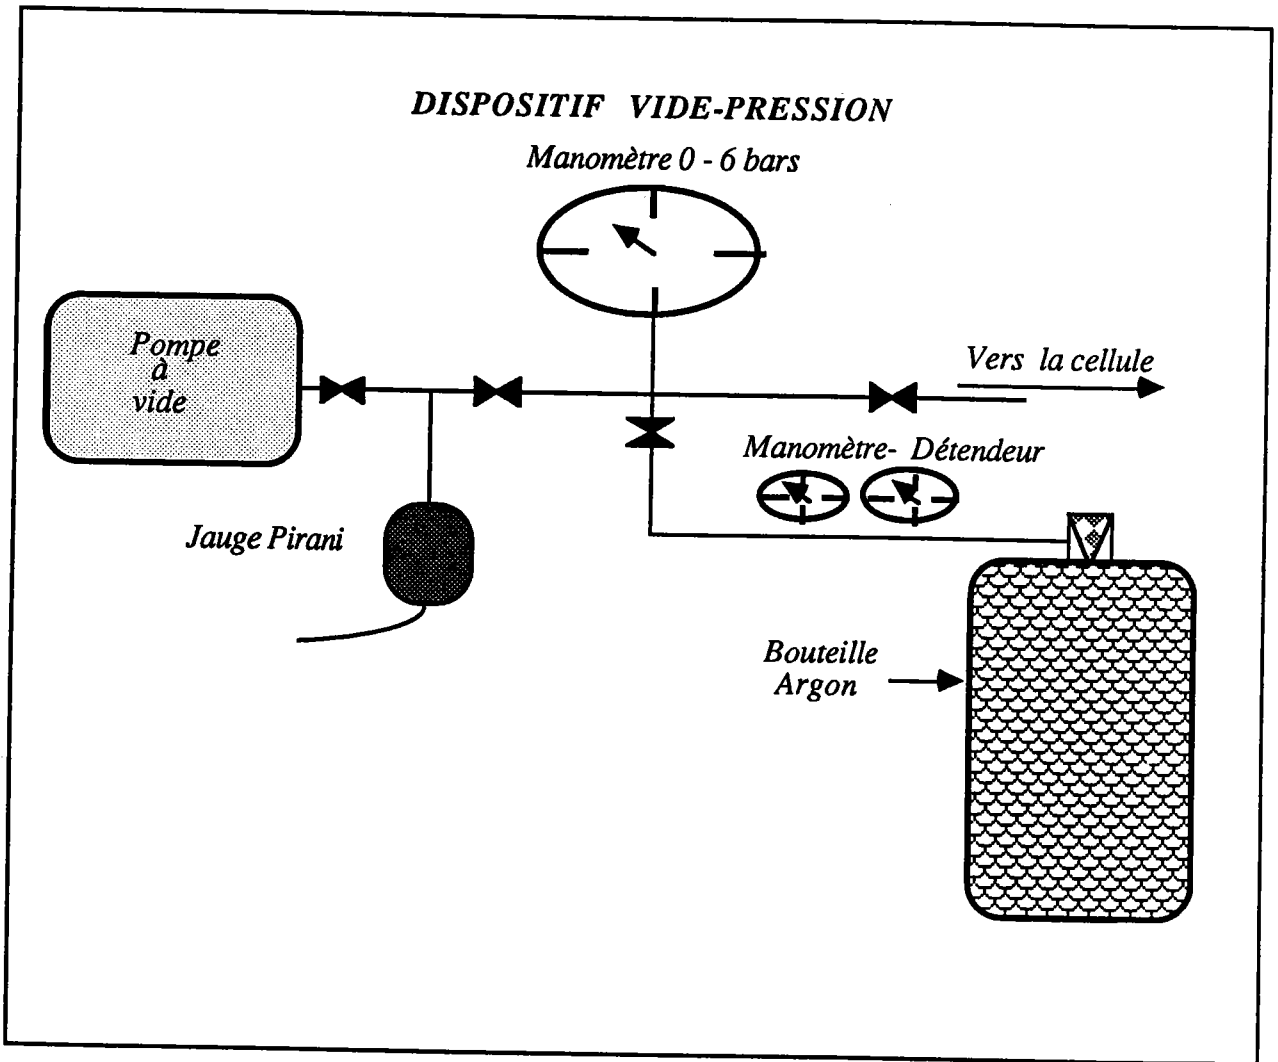 DISPOSITIF VIDE-PRESSION
Manomètre 0 - 6 bars
Pompe
à
vide
Vers la cellule
Manomètre- Détendeur
Jauge Pirani
Bouteille
Argon